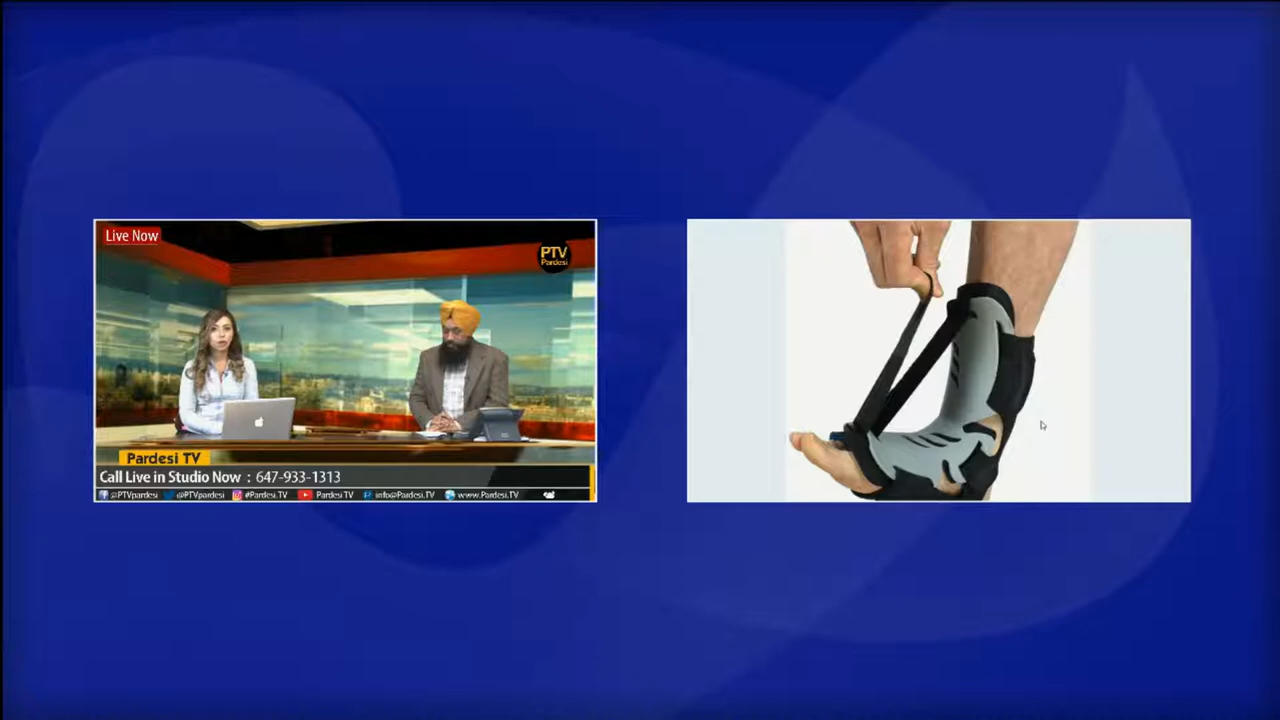 Live Now
PTV
Pardesi
Pardesi TV
Call Live in Studio Now : 647-933-1313
@PTVpardesi @PTVpardesi #Pardesi.TV Pardesi TV info@Pardesi.TV www.Pardesi.TV